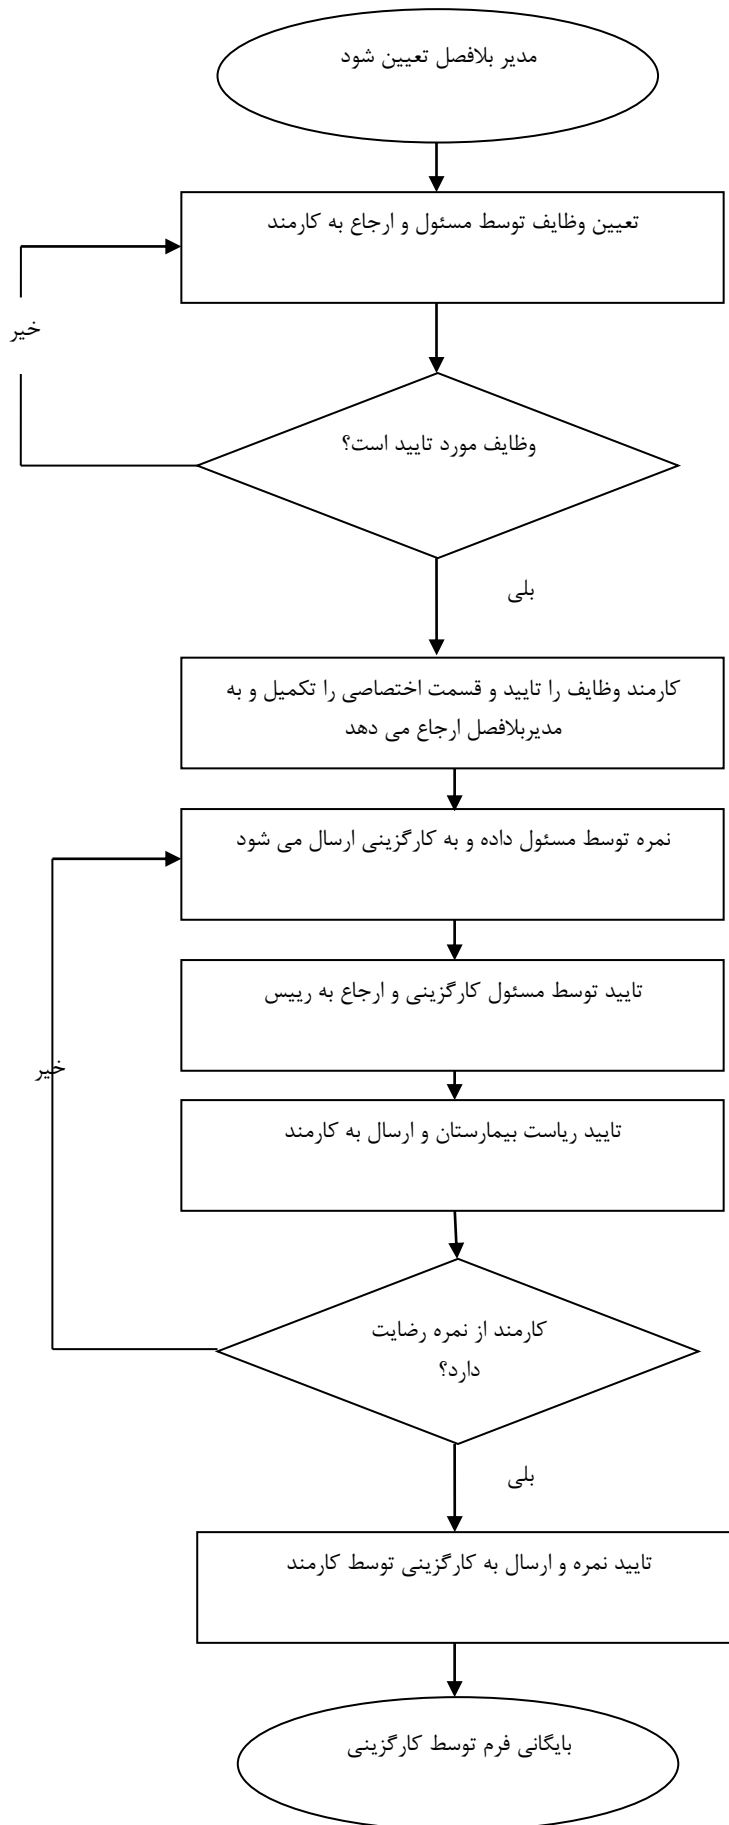 مدیر بلافصل تعیین شود
تعیین وظایف توسط مسئول و ارجاع به کارمند
خیر
وظایف مورد تایید است؟
بلی
کارمند وظایف را تایید و قسمت اختصاصی را تکمیل و به
مدیربلافصل ارجاع می دهد
نمره توسط مسئول داده و به کارگزینی ارسال می شود
تایید توسط مسئول کارگزینی و ارجاع به رییس
خیر
تایید ریاست بیمارستان و ارسال به کارمند
کارمند از نمره رضایت
دارد؟
بلی
تایید نمره و ارسال به کارگزینی توسط کارمند
بایگانی فرم توسط کارگزینی